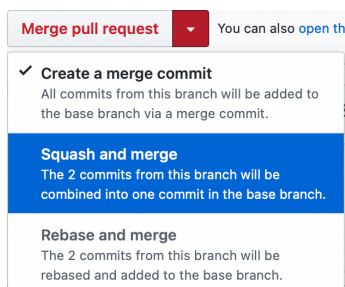 Merge pull request
You can also open th
Create a merge commit
All commits from this branch will be added to
the base branch via a merge commit.
Squash and merge
The 2 commits from this branch will be
combined into one commit in the base branch.
Rebase and merge
The 2 commits from this branch will be
rebased and added to the base branch.